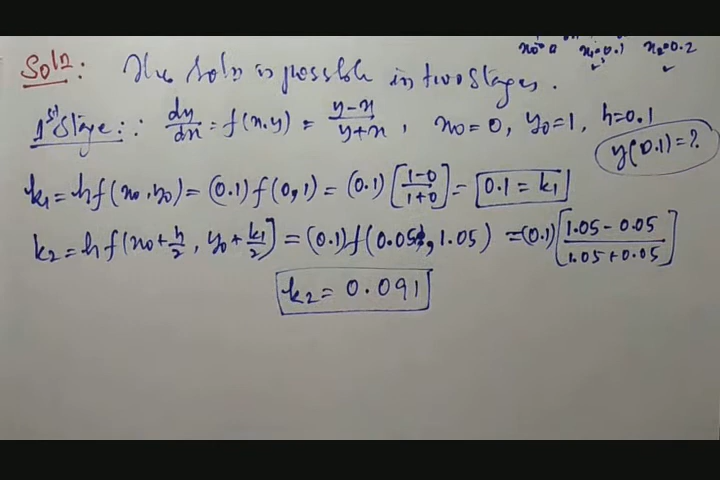 x₀=0 x₁=0.1 x₂=0.2
Soln: The Soln is possible in two stages.
1st Stage:: dy/dx = f(x,y) = (y-x)/(y+x), x₀=0, y₀=1, h=0.1
y(0.1)=?
k₁=hf(x₀,y₀)=(0.1)f(0,1)=(0.1)[(1-0)/(1+0)]=0.1=k₁
k₂=hf(x₀+h/2, y₀+k₁/2)=(0.1)f(0.05,1.05)=(0.1)[(1.05-0.05)/(1.05+0.05)]
k₂=0.091